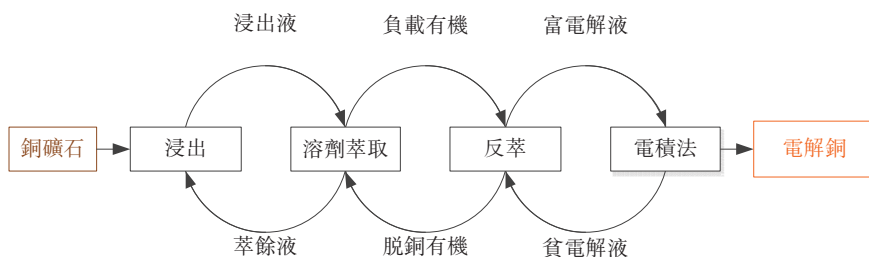 浸出液 負載有機 富電解液
銅礦石 浸出 溶劑萃取 反萃 電積法 電解銅
萃餘液 脫銅有機 貧電解液